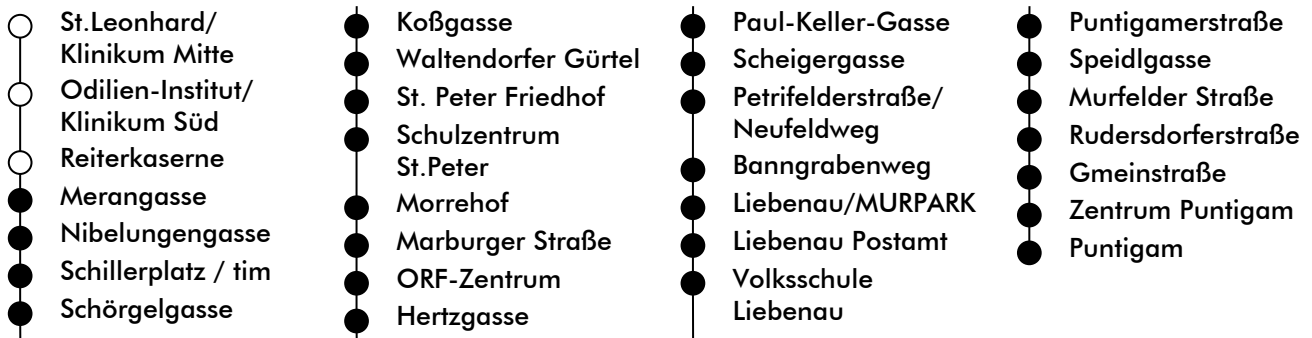 St.Leonhard/
Klinikum Mitte
Odilien-Institut/
Klinikum Süd
Reiterkaserne
Merangasse
Nibelungengasse
Schillerplatz / tim
Schörgelgasse
Koßgasse
Waltendorfer Gürtel
St. Peter Friedhof
Schulzentrum
St.Peter
Morrehof
Marburger Straße
ORF-Zentrum
Hertzgasse
Paul-Keller-Gasse
Scheigergasse
Petrifelderstraße/
Neufeldweg
Banngrabenweg
Liebenau/MURPARK
Liebenau Postamt
Volksschule
Liebenau
Puntigamerstraße
Speidlgasse
Murfelder Straße
Rudersdorferstraße
Gmeinstraße
Zentrum Puntigam
Puntigam